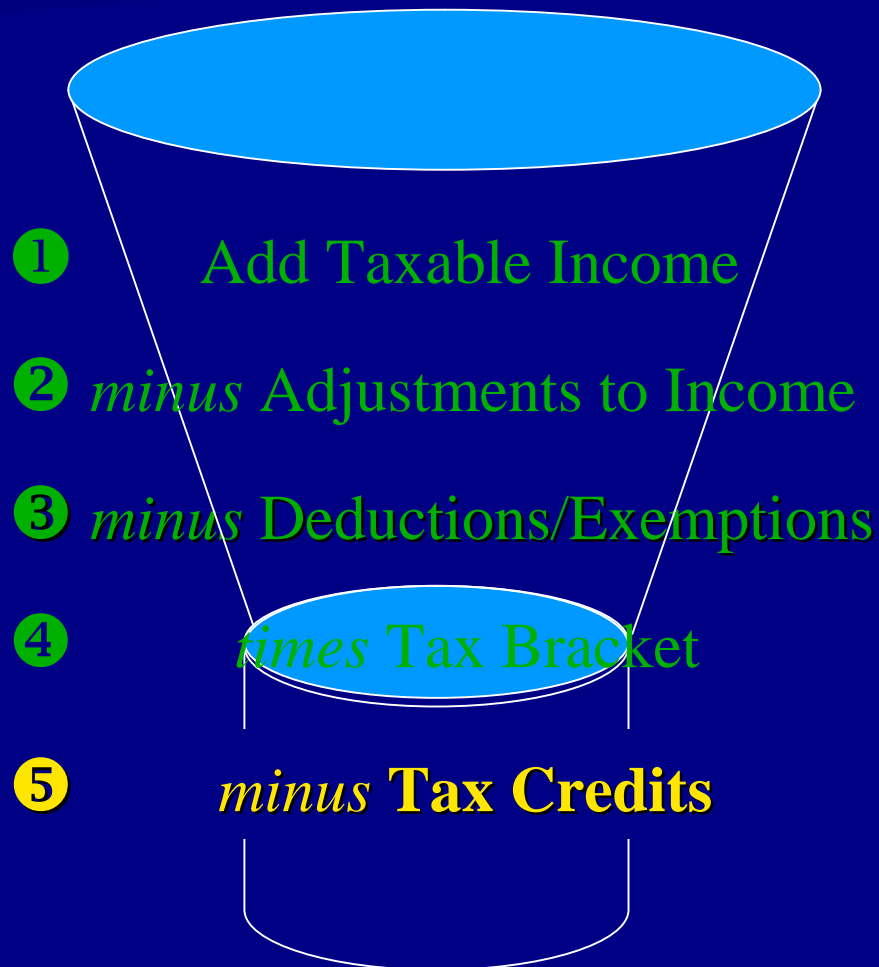 ❶ Add Taxable Income
❷ minus Adjustments to Income
❸ minus Deductions/Exemptions
❹ times Tax Bracket
❺ minus Tax Credits